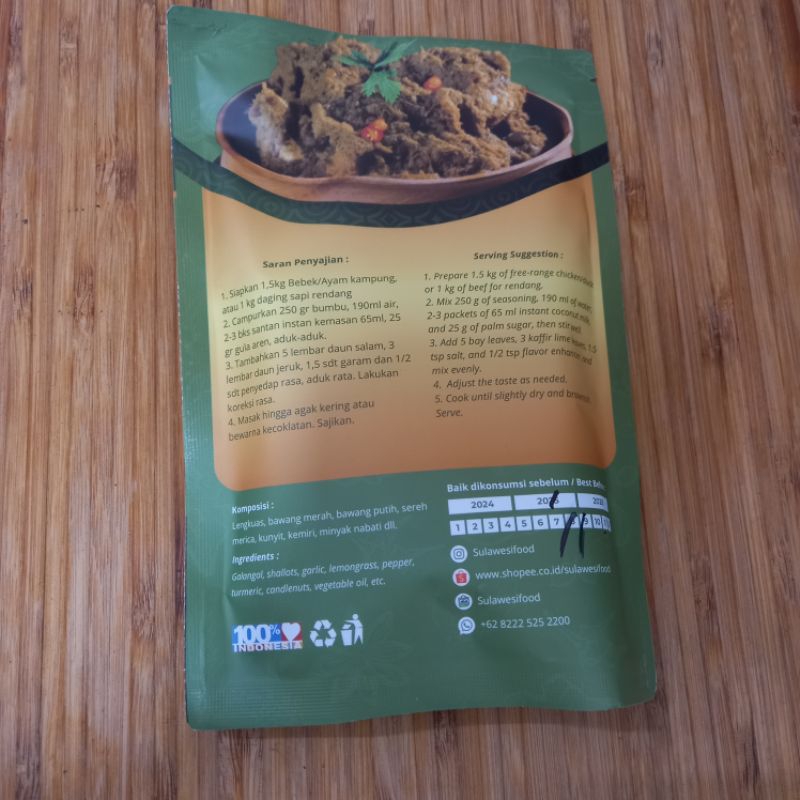 Saran Penyajian :
1. Siapkan 1,5kg Bebek/Ayam kampung,
atau 1 kg daging sapi rendang
2. Campurkan 250 gr bumbu, 190ml air,
2-3 bks santan instan kemasan 65ml, 25
gr gula aren, aduk-aduk.
3. Tambahkan 5 lembar daun salam, 3
lembar daun jeruk, 1,5 sdt garam dan 1/2
sdt penyedap rasa, aduk rata. Lakukan
koreksi rasa.
4. Masak hingga agak kering atau
bewarna kecoklatan. Sajikan.
Serving Suggestion :
1. Prepare 1.5 kg of free-range chicken/duck
or 1 kg of beef for rendang.
2. Mix 250 g of seasoning, 190 ml of water,
2-3 packets of 65 ml instant coconut milk,
and 25 g of palm sugar, then stir well.
3. Add 5 bay leaves, 3 kaffir lime leaves, 1.5
tsp salt, and 1/2 tsp flavor enhancer and
mix evenly.
4. Adjust the taste as needed.
5. Cook until slightly dry and brownish.
Serve.
Komposisi :
Lengkuas, bawang merah, bawang putih, sereh
merica, kunyit, kemiri, minyak nabati dll.
Ingredients :
Galangal, shallots, garlic, lemongrass, pepper,
turmeric, candlenuts, vegetable oil, etc.
100%
INDONESIA
Baik dikonsumsi sebelum / Best
2024
1 2 3 4 5 6 7 8 9 10
Sulawesifood
www.shopee.co.id/sulawesifood
Sulawesifood
+62 8222 525 2200